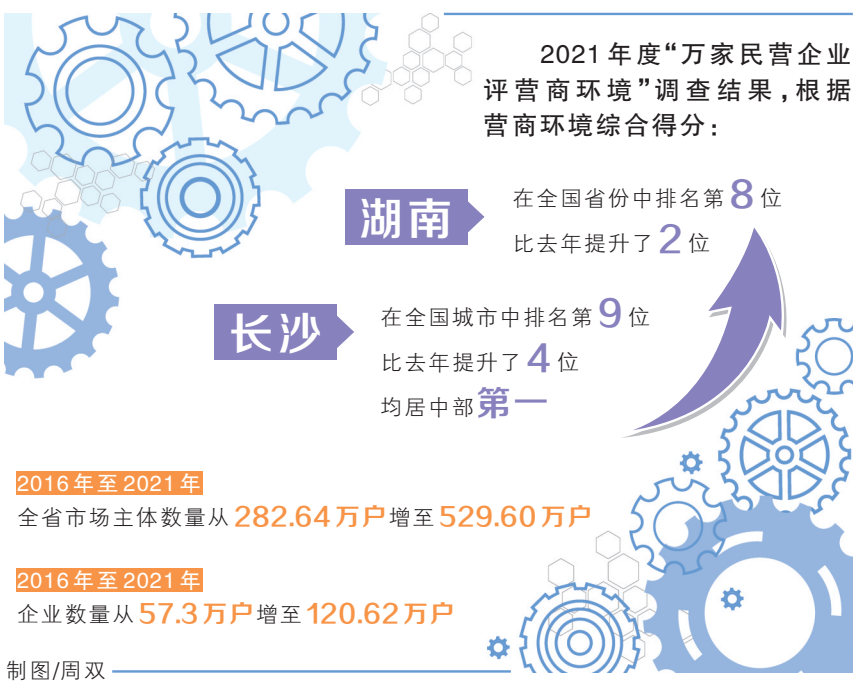 2021年度“万家民营企业
评营商环境”调查结果,根据
营商环境综合得分:
湖南
在全国省份中排名第8位
比去年提升了2位
长沙
在全国城市中排名第9位
比去年提升了4位
均居中部第一
2016年至2021年
全省市场主体数量从282.64万户增至529.60万户
2016年至2021年
企业数量从57.3万户增至120.62万户
制图/周双